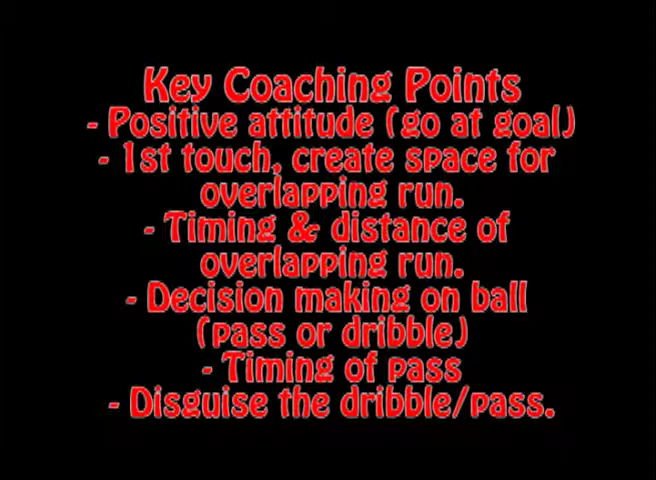 Key Coaching Points
- Positive attitude (go at goal)
- 1st touch, create space for
overlapping run.
- Timing & distance of
overlapping run.
- Decision making on ball
(pass or dribble)
- Timing of pass
- Disguise the dribble/pass.